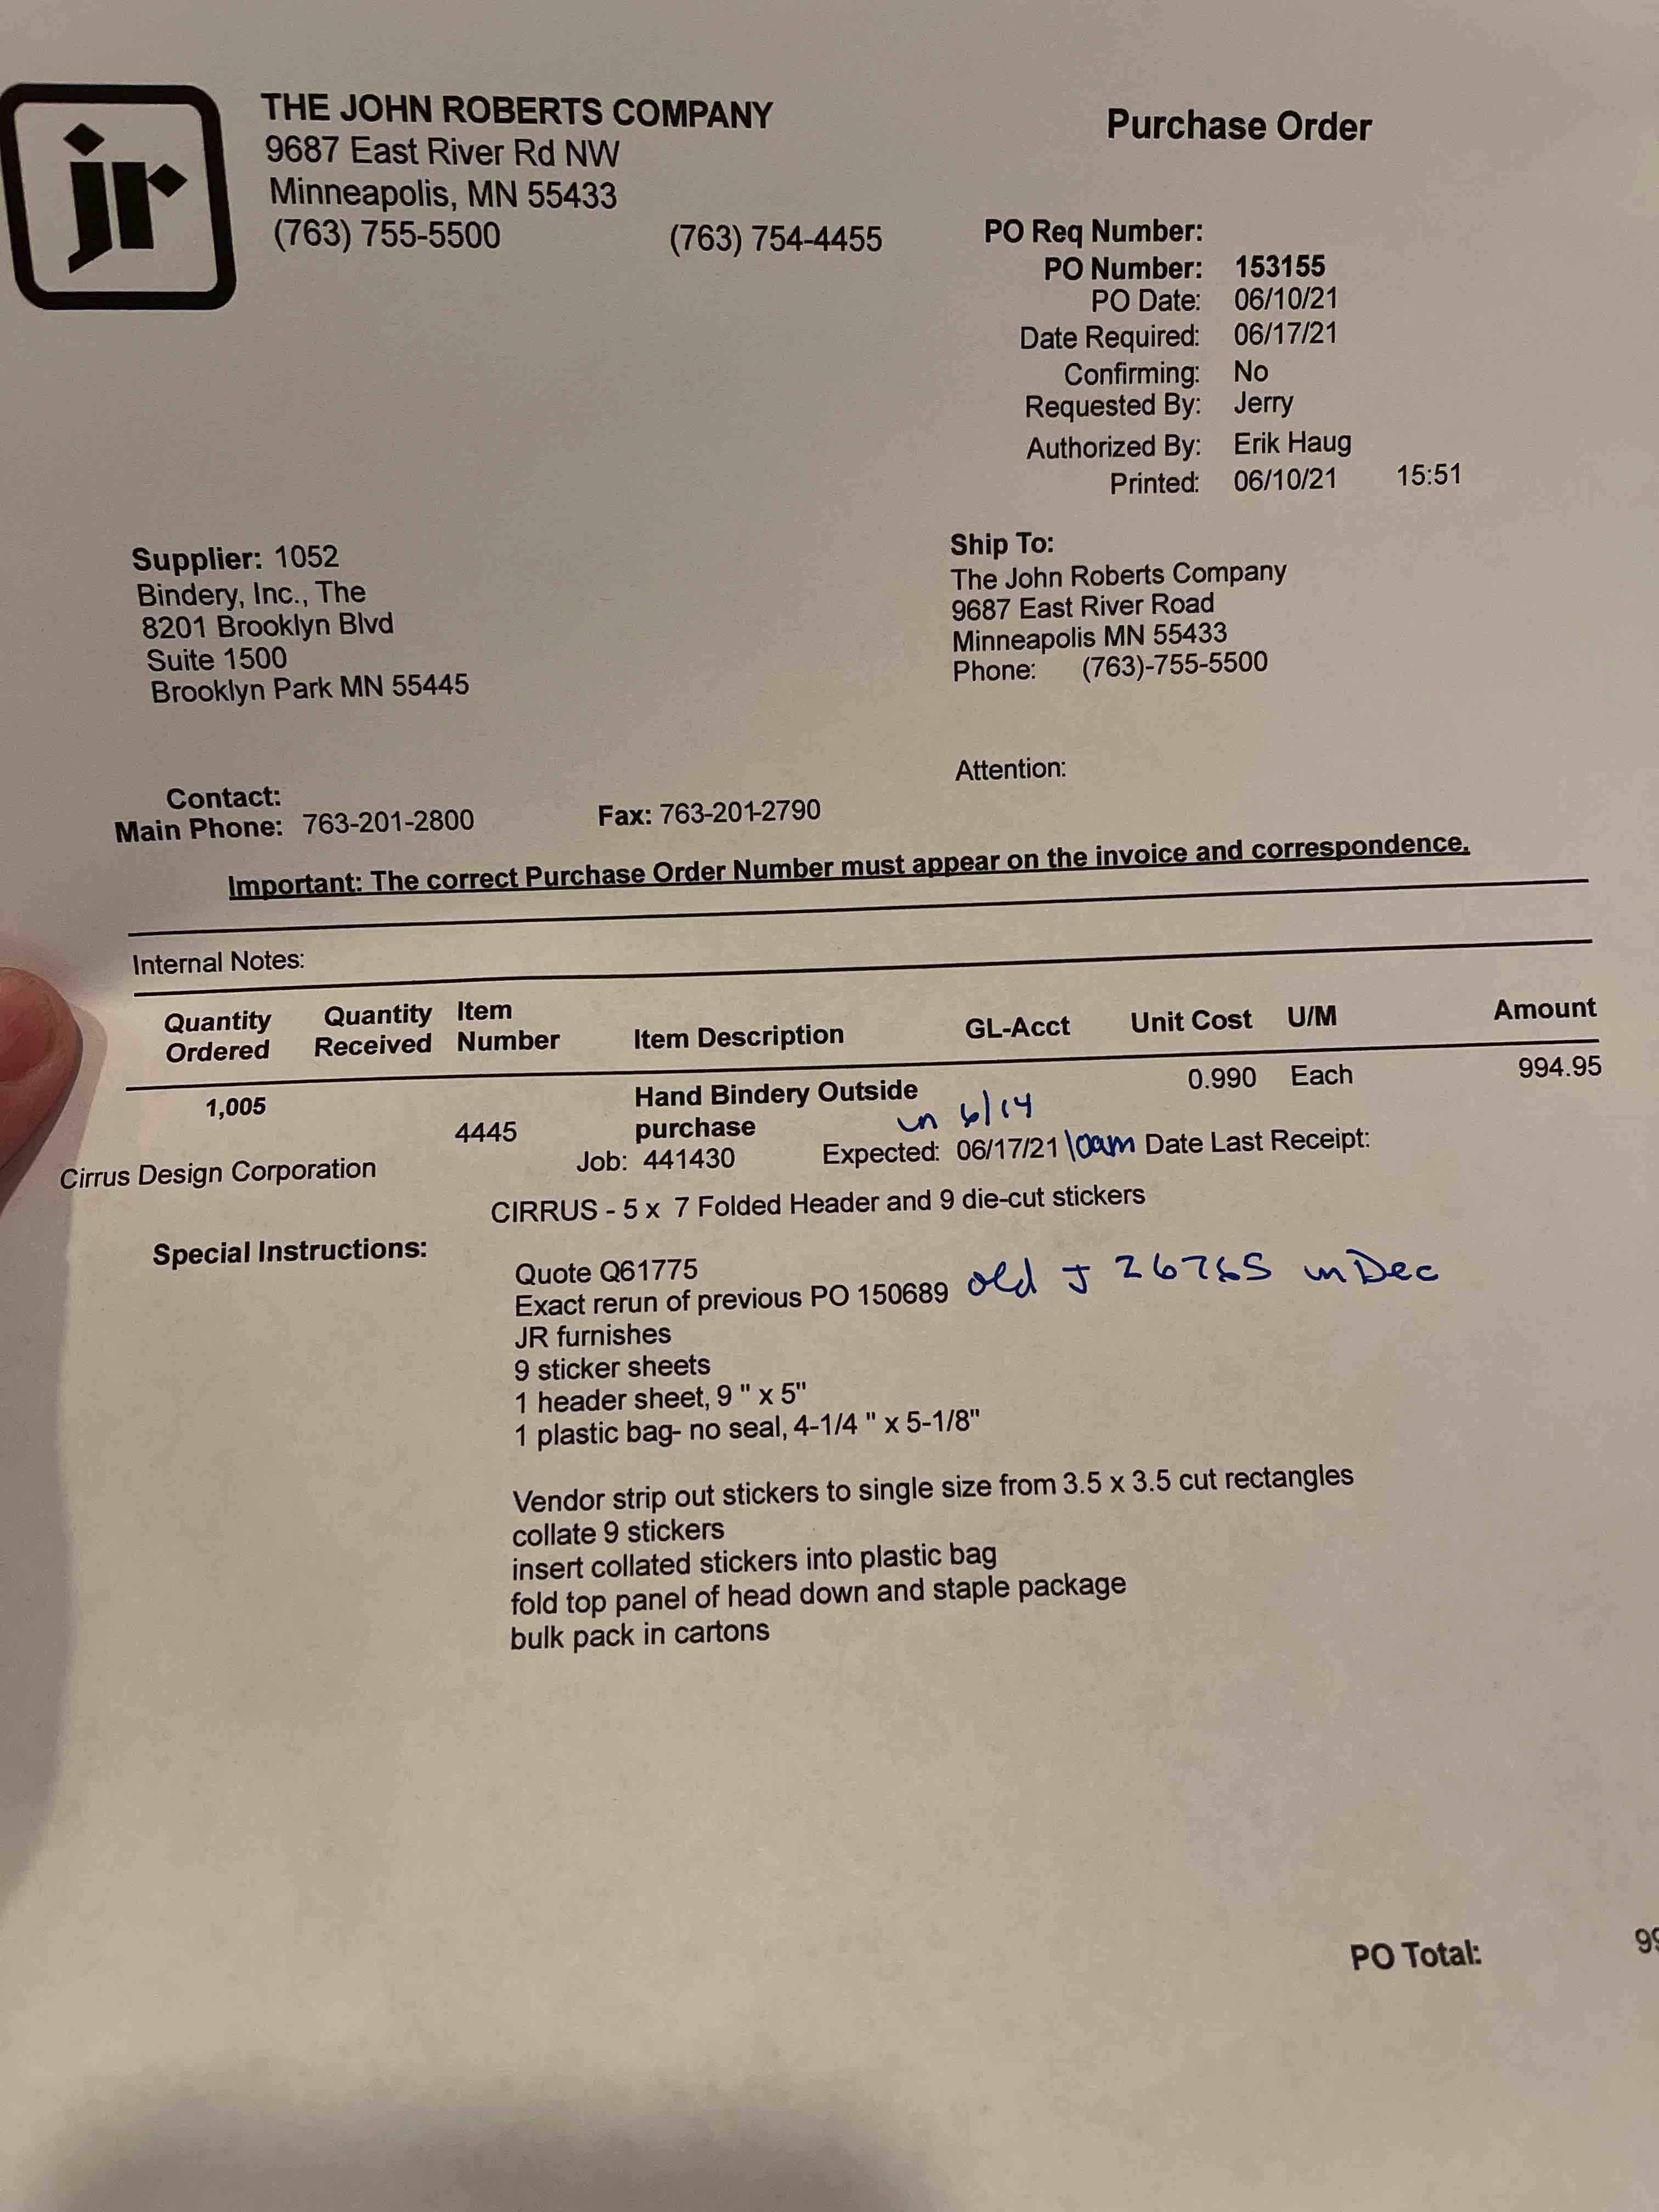 jr
THE JOHN ROBERTS COMPANY
9687 East River Rd NW
Minneapolis, MN 55433
(763) 755-5500 (763) 754-4455
Purchase Order
PO Req Number:
PO Number: 153155
PO Date: 06/10/21
Date Required: 06/17/21
Confirming: No
Requested By: Jerry
Authorized By: Erik Haug
Printed: 06/10/21 15:51
Supplier: 1052
Bindery, Inc., The
8201 Brooklyn Blvd
Suite 1500
Brooklyn Park MN 55445
Ship To:
The John Roberts Company
9687 East River Road
Minneapolis MN 55433
Phone: (763)-755-5500
Attention:
Contact:
Main Phone: 763-201-2800 Fax: 763-201-2790
Important: The correct Purchase Order Number must appear on the invoice and correspondence.
Internal Notes:
Quantity Ordered Quantity Received Item Number Item Description GL-Acct Unit Cost U/M Amount
1,005 Hand Bindery Outside 0.990 Each 994.95
4445 purchase in 6/14
Cirrus Design Corporation Job: 441430 Expected: 06/17/21 10am Date Last Receipt:
CIRRUS - 5 x 7 Folded Header and 9 die-cut stickers
Special Instructions:
Quote Q61775
Exact rerun of previous PO 150689 old J 26765 in Dec
JR furnishes
9 sticker sheets
1 header sheet, 9 " x 5"
1 plastic bag- no seal, 4-1/4 " x 5-1/8"
Vendor strip out stickers to single size from 3.5 x 3.5 cut rectangles
collate 9 stickers
insert collated stickers into plastic bag
fold top panel of head down and staple package
bulk pack in cartons
PO Total: